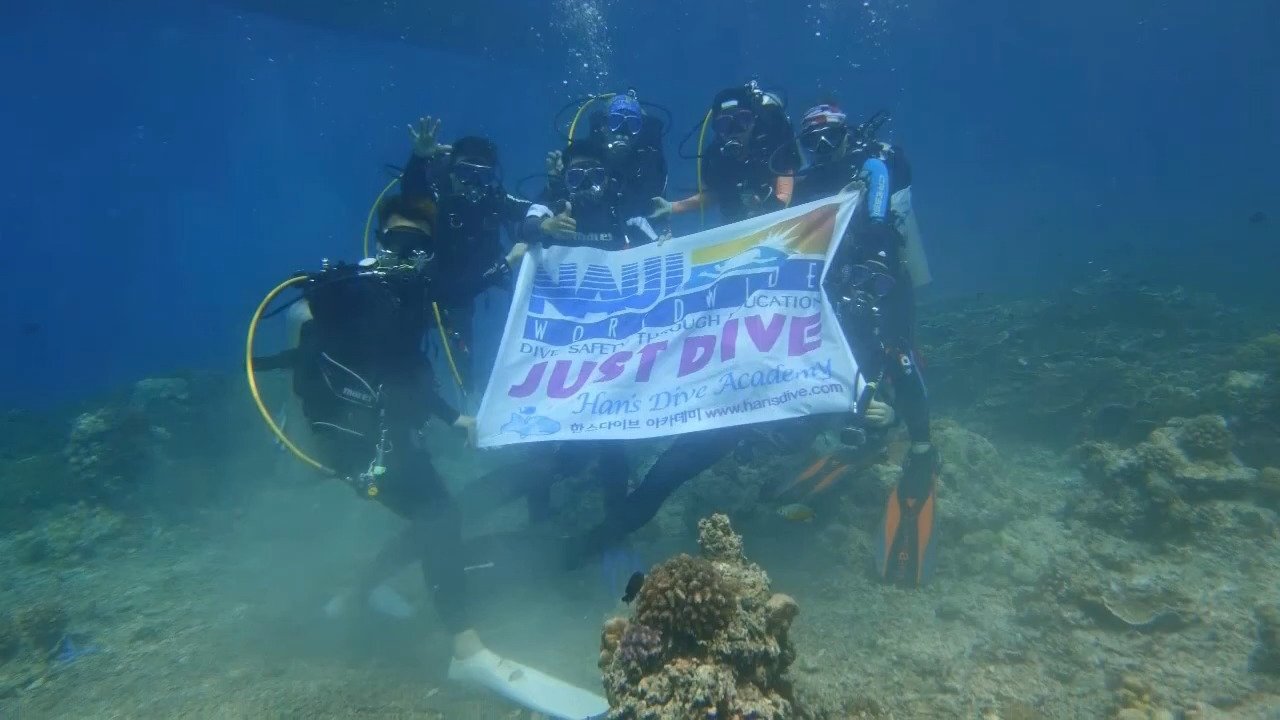 NAUI
WORLDWIDE
DIVE SAFETY THROUGH EDUCATION
JUST DIVE
Han's Dive Academy
한스다이브 아카데미 www.hansdive.com